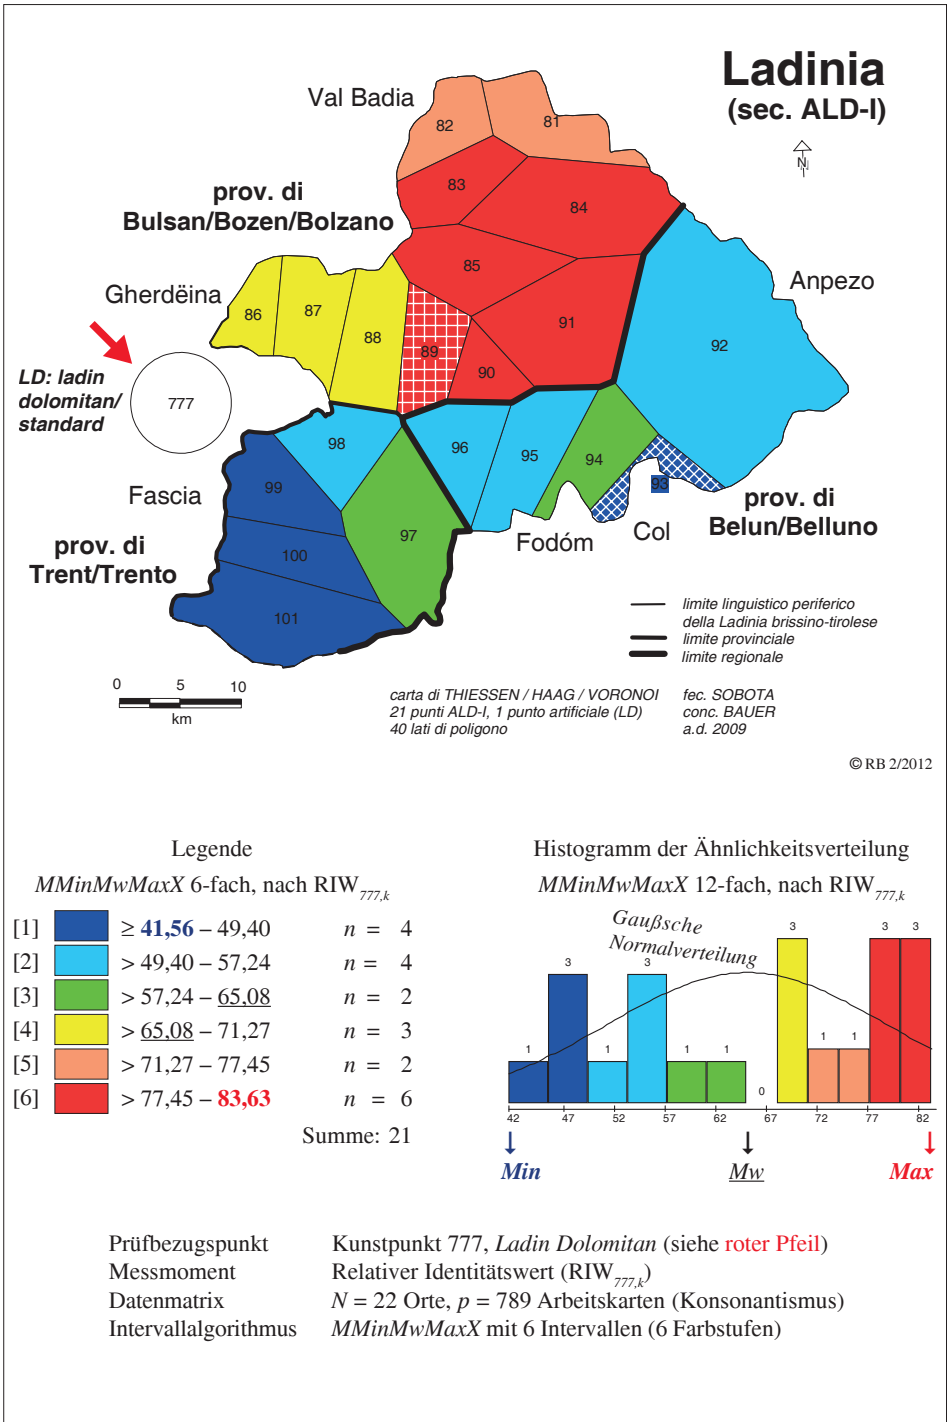 Ladinia
(sec. ALD-I)
N
Val Badia
82
81
83
84
prov. di
Bulsan/Bozen/Bolzano
85
Anpezo
Gherdëina
86
87
88
89
90
91
92
LD: ladin
dolomitan/
standard
777
98
96
95
94
93
Fascia
99
97
100
101
prov. di
Trent/Trento
Fodóm
Col
prov. di
Belun/Belluno
limite linguistico periferico
della Ladinia brissino-tirolese
limite provinciale
limite regionale
0 5 10
km
carta di THIESSEN / HAAG / VORONOI
21 punti ALD-I, 1 punto artificiale (LD)
40 lati di poligono
fec. SOBOTA
conc. BAUER
a.d. 2009
© RB 2/2012
Legende
MMinMwMaxX 6-fach, nach RIW777,k
[1] ≥ 41,56 – 49,40 n = 4
[2] > 49,40 – 57,24 n = 4
[3] > 57,24 – 65,08 n = 2
[4] > 65,08 – 71,27 n = 3
[5] > 71,27 – 77,45 n = 2
[6] > 77,45 – 83,63 n = 6
Summe: 21
Histogramm der Ähnlichkeitsverteilung
MMinMwMaxX 12-fach, nach RIW777,k
Gaußsche
Normalverteilung
1 3 1 3 1 1 0 3 1 1 3 3
42 47 52 57 62 67 72 77 82
Min Mw Max
Prüfbezugspunkt Kunstpunkt 777, Ladin Dolomitan (siehe roter Pfeil)
Messmoment Relativer Identitätswert (RIW777,k)
Datenmatrix N = 22 Orte, p = 789 Arbeitskarten (Konsonantismus)
Intervallalgorithmus MMinMwMaxX mit 6 Intervallen (6 Farbstufen)